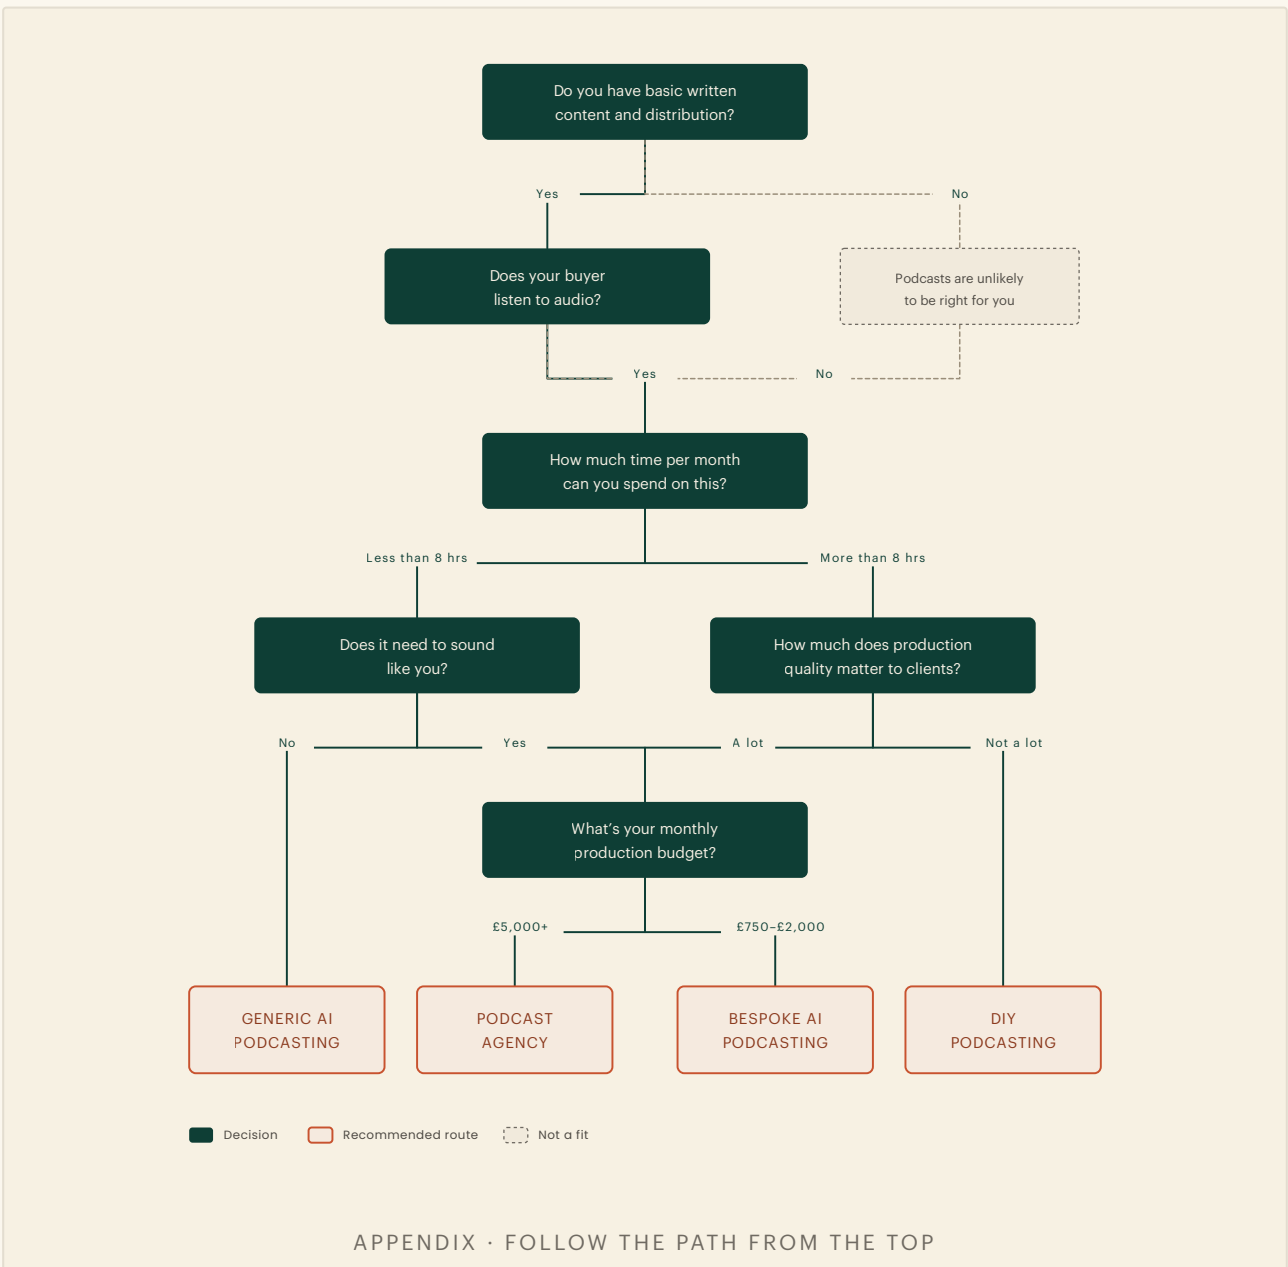 Do you have basic written
content and distribution?
Yes
No
Does your buyer
listen to audio?
Podcasts are unlikely
to be right for you
Yes
No
How much time per month
can you spend on this?
Less than 8 hrs
More than 8 hrs
Does it need to sound
like you?
How much does production
quality matter to clients?
No
Yes
A lot
Not a lot
What’s your monthly
production budget?
£5,000+
£750–£2,000
GENERIC AI
PODCASTING
PODCAST
AGENCY
BESPOKE AI
PODCASTING
DIY
PODCASTING
Decision
Recommended route
Not a fit
APPENDIX · FOLLOW THE PATH FROM THE TOP